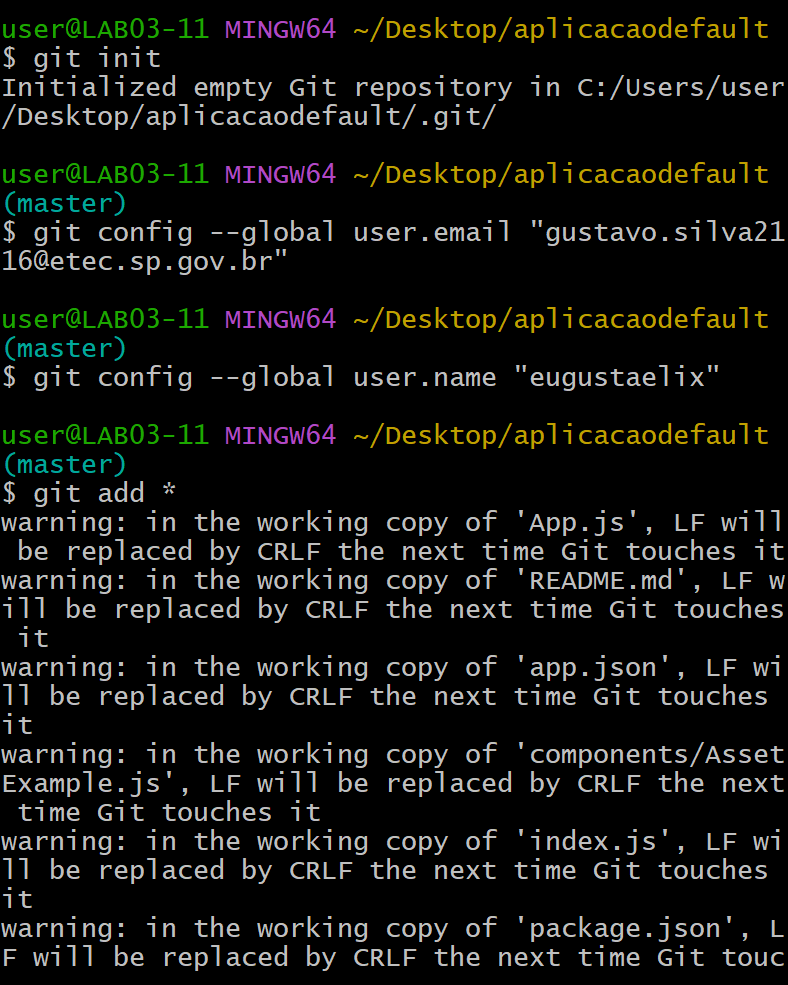 user@LAB03-11 MINGW64 ~/Desktop/aplicacaodefault
$ git init
Initialized empty Git repository in C:/Users/user
/Desktop/aplicacaodefault/.git/
user@LAB03-11 MINGW64 ~/Desktop/aplicacaodefault
(master)
$ git config --global user.email "gustavo.silva21
16@etec.sp.gov.br"
user@LAB03-11 MINGW64 ~/Desktop/aplicacaodefault
(master)
$ git config --global user.name "eugustaelix"
user@LAB03-11 MINGW64 ~/Desktop/aplicacaodefault
(master)
$ git add *
warning: in the working copy of 'App.js', LF will
 be replaced by CRLF the next time Git touches it
warning: in the working copy of 'README.md', LF w
ill be replaced by CRLF the next time Git touches
 it
warning: in the working copy of 'app.json', LF wi
ll be replaced by CRLF the next time Git touches
it
warning: in the working copy of 'components/Asset
Example.js', LF will be replaced by CRLF the next
 time Git touches it
warning: in the working copy of 'index.js', LF wi
ll be replaced by CRLF the next time Git touches
it
warning: in the working copy of 'package.json', L
F will be replaced by CRLF the next time Git touc